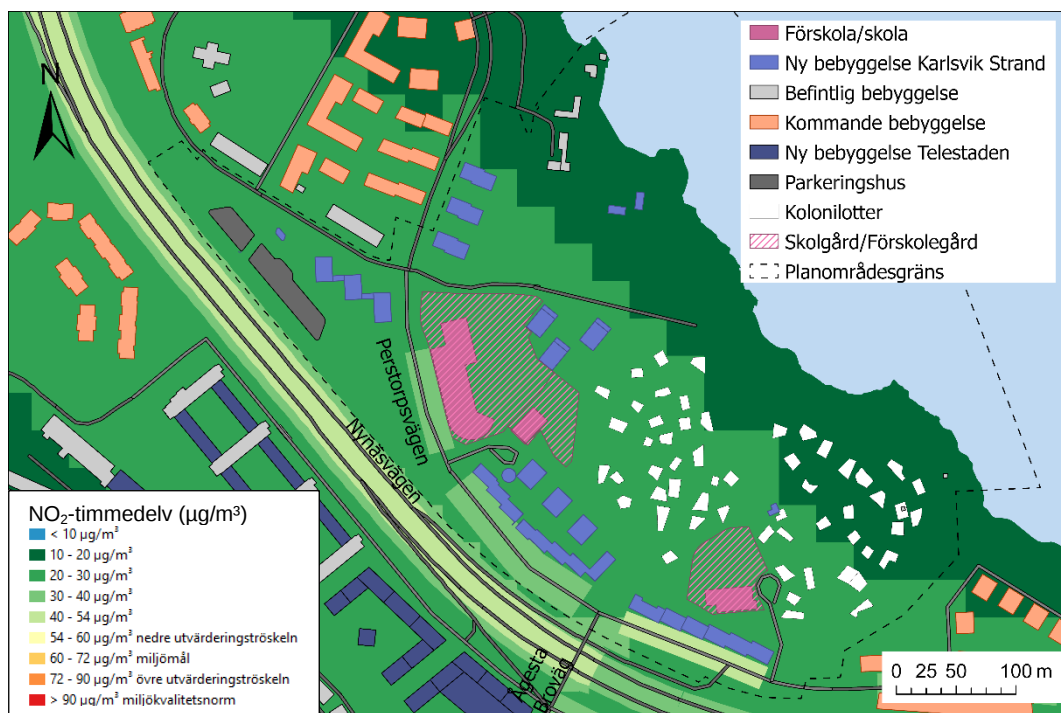 Förskola/skola
Ny bebyggelse Karlsvik Strand
Befintlig bebyggelse
Kommande bebyggelse
Ny bebyggelse Telestaden
Parkeringshus
Kolonilotter
Skolgård/Förskolegård
Planområdesgräns
N
Perstorpsvägen
Nynäsvägen
Ågesta
Broväg
NO₂-timmedelv (µg/m³)
< 10 µg/m³
10 - 20 µg/m³
20 - 30 µg/m³
30 - 40 µg/m³
40 - 54 µg/m³
54 - 60 µg/m³ nedre utvärderingströskeln
60 - 72 µg/m³ miljömål
72 - 90 µg/m³ övre utvärderingströskeln
> 90 µg/m³ miljökvalitetsnorm
0 25 50 100 m